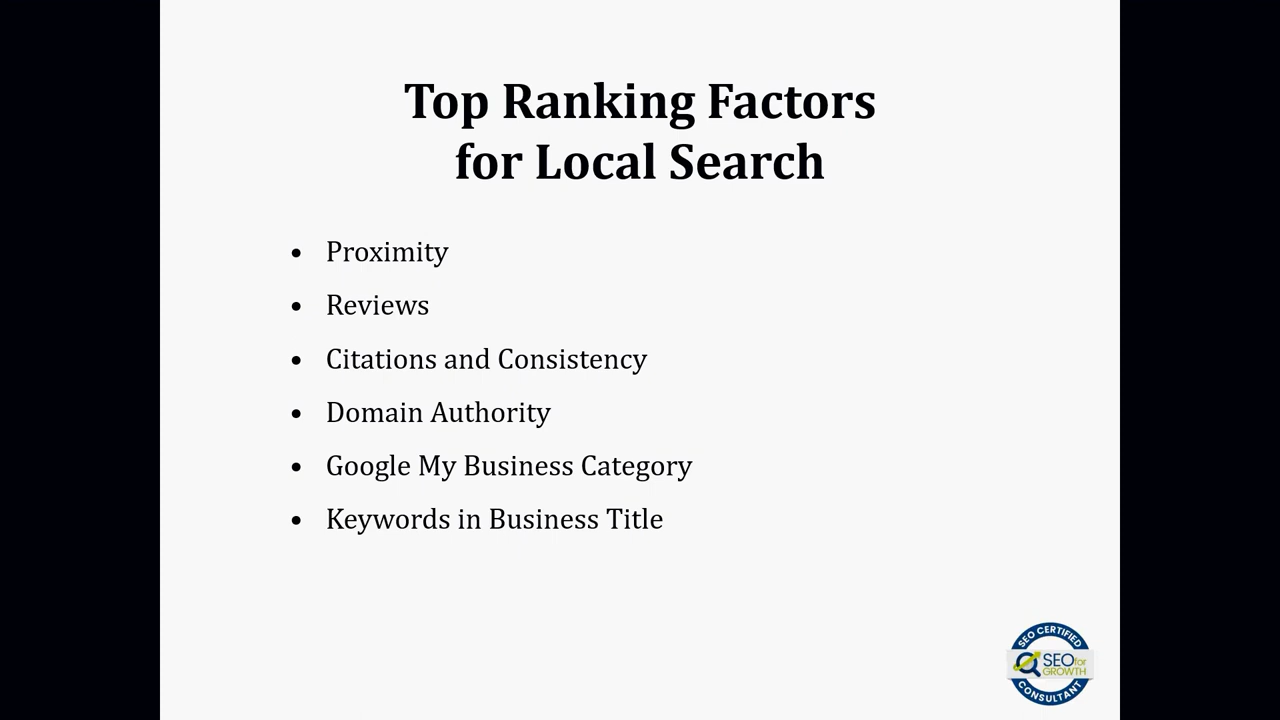 Top Ranking Factors
for Local Search
• Proximity
• Reviews
• Citations and Consistency
• Domain Authority
• Google My Business Category
• Keywords in Business Title
SEO CERTIFIED
SEO for
GROWTH
CONSULTANT